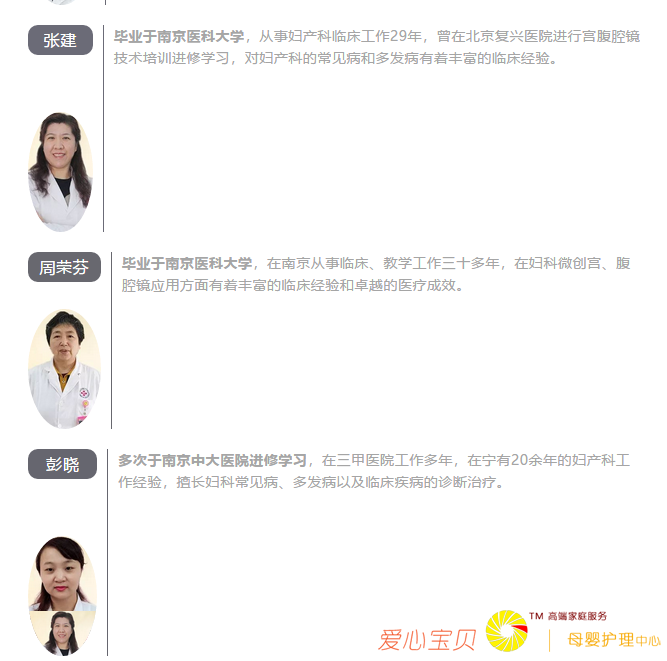 张建
毕业于南京医科大学，从事妇产科临床工作29年，曾在北京复兴医院进行宫腹腔镜
技术培训进修学习，对妇产科的常见病和多发病有着丰富的临床经验。
周荣芬
毕业于南京医科大学，在南京从事临床、教学工作三十多年，在妇科微创宫、腹
腔镜应用方面有着丰富的临床经验和卓越的医疗成效。
彭晓
多次于南京中大医院进修学习，在三甲医院工作多年，在宁有20余年的妇产科工
作经验，擅长妇科常见病、多发病以及临床疾病的诊断治疗。
爱心宝贝
TM 高端家庭服务
母婴护理中心